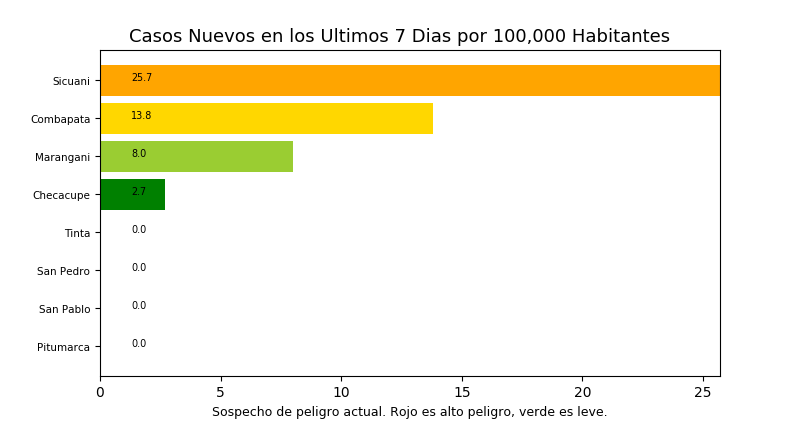 Casos Nuevos en los Ultimos 7 Dias por 100,000 Habitantes
Sicuani 25.7
Combapata 13.8
Marangani 8.0
Checacupe 2.7
Tinta 0.0
San Pedro 0.0
San Pablo 0.0
Pitumarca 0.0
0 5 10 15 20 25
Sospecho de peligro actual. Rojo es alto peligro, verde es leve.